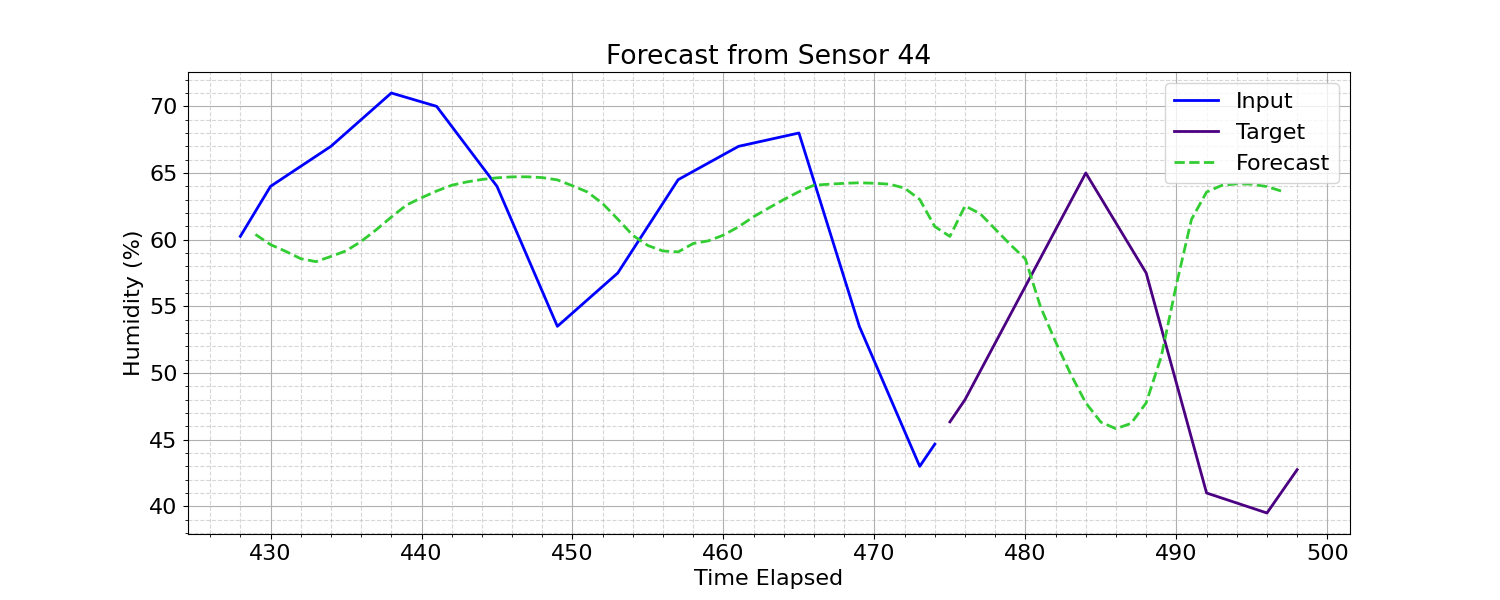 Forecast from Sensor 44
Humidity (%)
70
65
60
55
50
45
40
Input
Target
Forecast
430 440 450 460 470 480 490 500
Time Elapsed